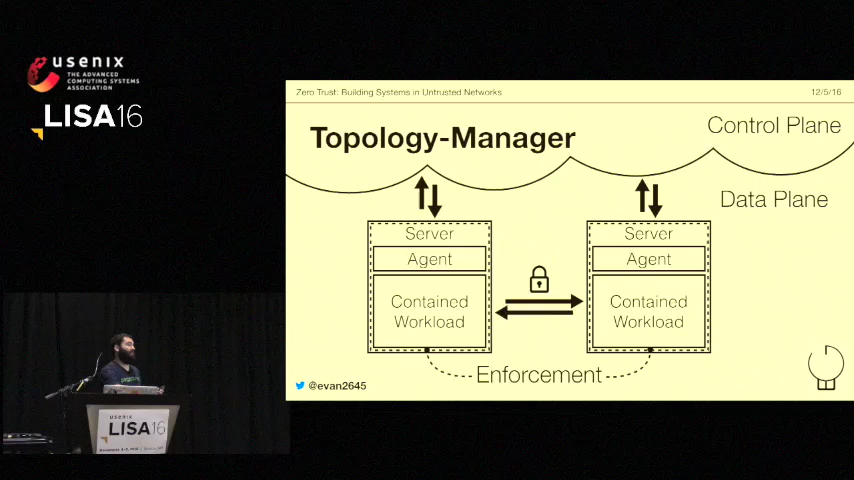 usenix
THE ADVANCED
COMPUTING SYSTEMS
ASSOCIATION
LISA16
Zero Trust: Building Systems in Untrusted Networks
12/5/16
Topology-Manager
Control Plane
Data Plane
Server
Agent
Contained
Workload
Server
Agent
Contained
Workload
Enforcement
@evan2645
usenix
LISA16